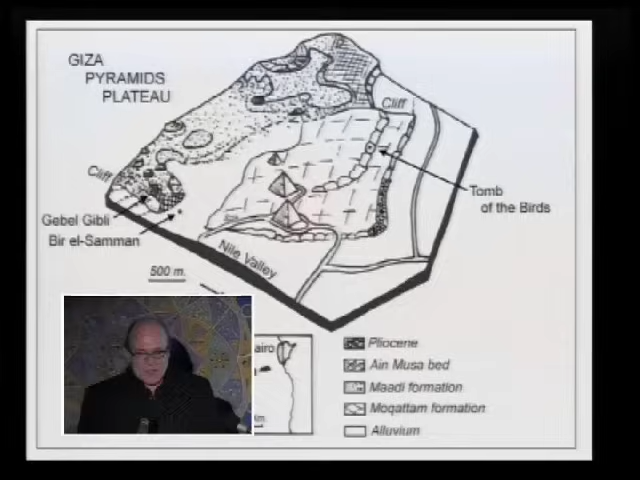 GIZA
PYRAMIDS
PLATEAU
Cliff
Cliff
Tomb
of the Birds
Gebel Gibli
Bir el-Samman
Nile Valley
500 m.
airo
Pliocene
Ain Musa bed
Maadi formation
Moqattam formation
Alluvium